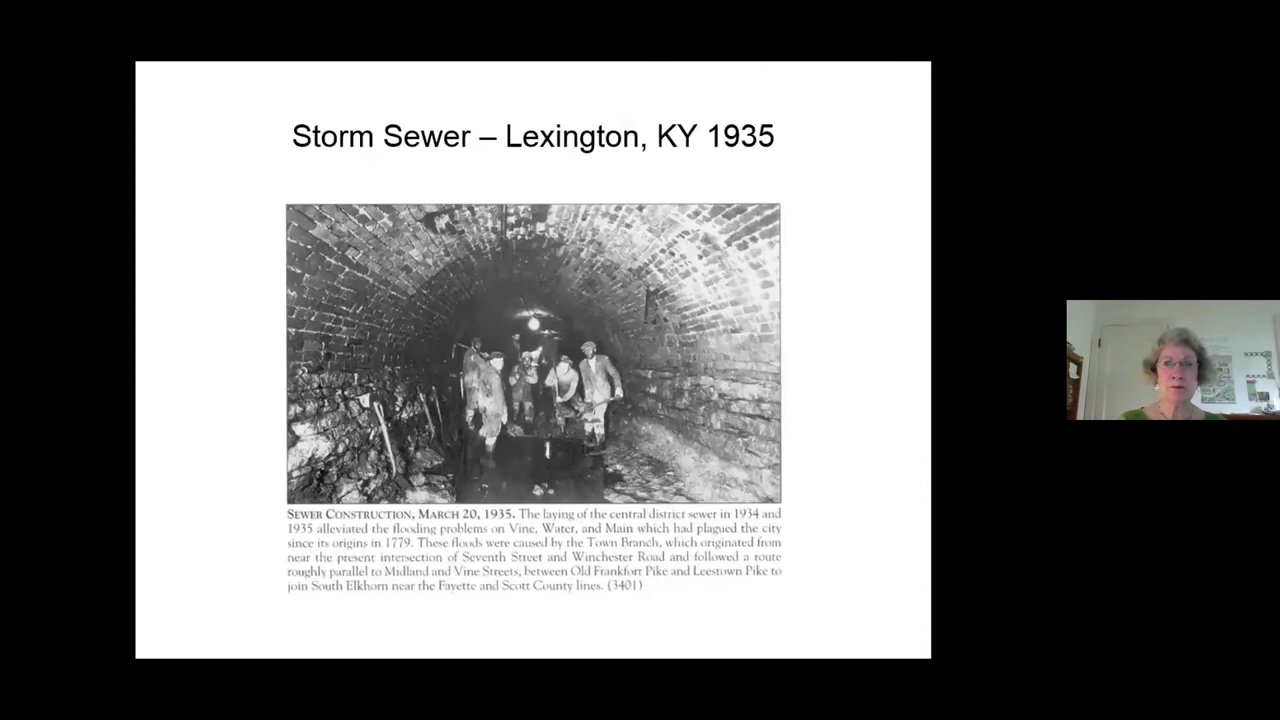 Storm Sewer – Lexington, KY 1935
SEWER CONSTRUCTION, MARCH 20, 1935. The laying of the central district sewer in 1934 and
1935 alleviated the flooding problems on Vine, Water, and Main which had plagued the city
since its origins in 1779. These floods were caused by the Town Branch, which originated from
near the present intersection of Seventh Street and Winchester Road and followed a route
roughly parallel to Midland and Vine Streets, between Old Frankfort Pike and Leestown Pike to
join South Elkhorn near the Fayette and Scott County lines. (3401)